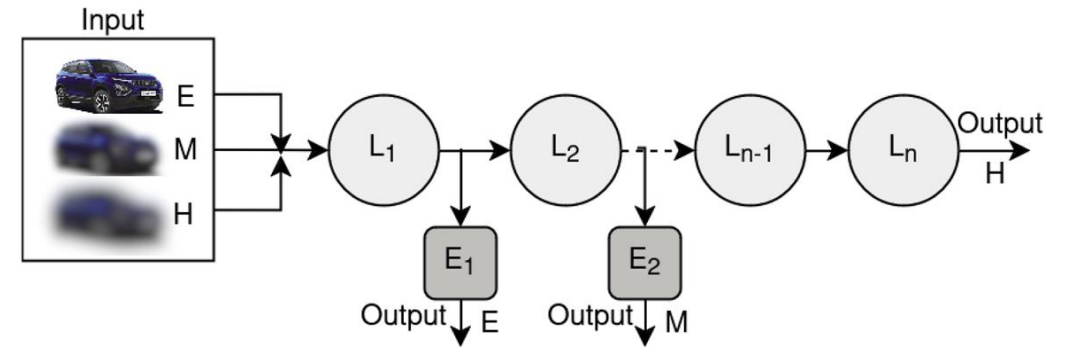 Input
E
M
H
L1
L2
Ln-1
Ln
Output
H
E1
E2
Output E
Output M